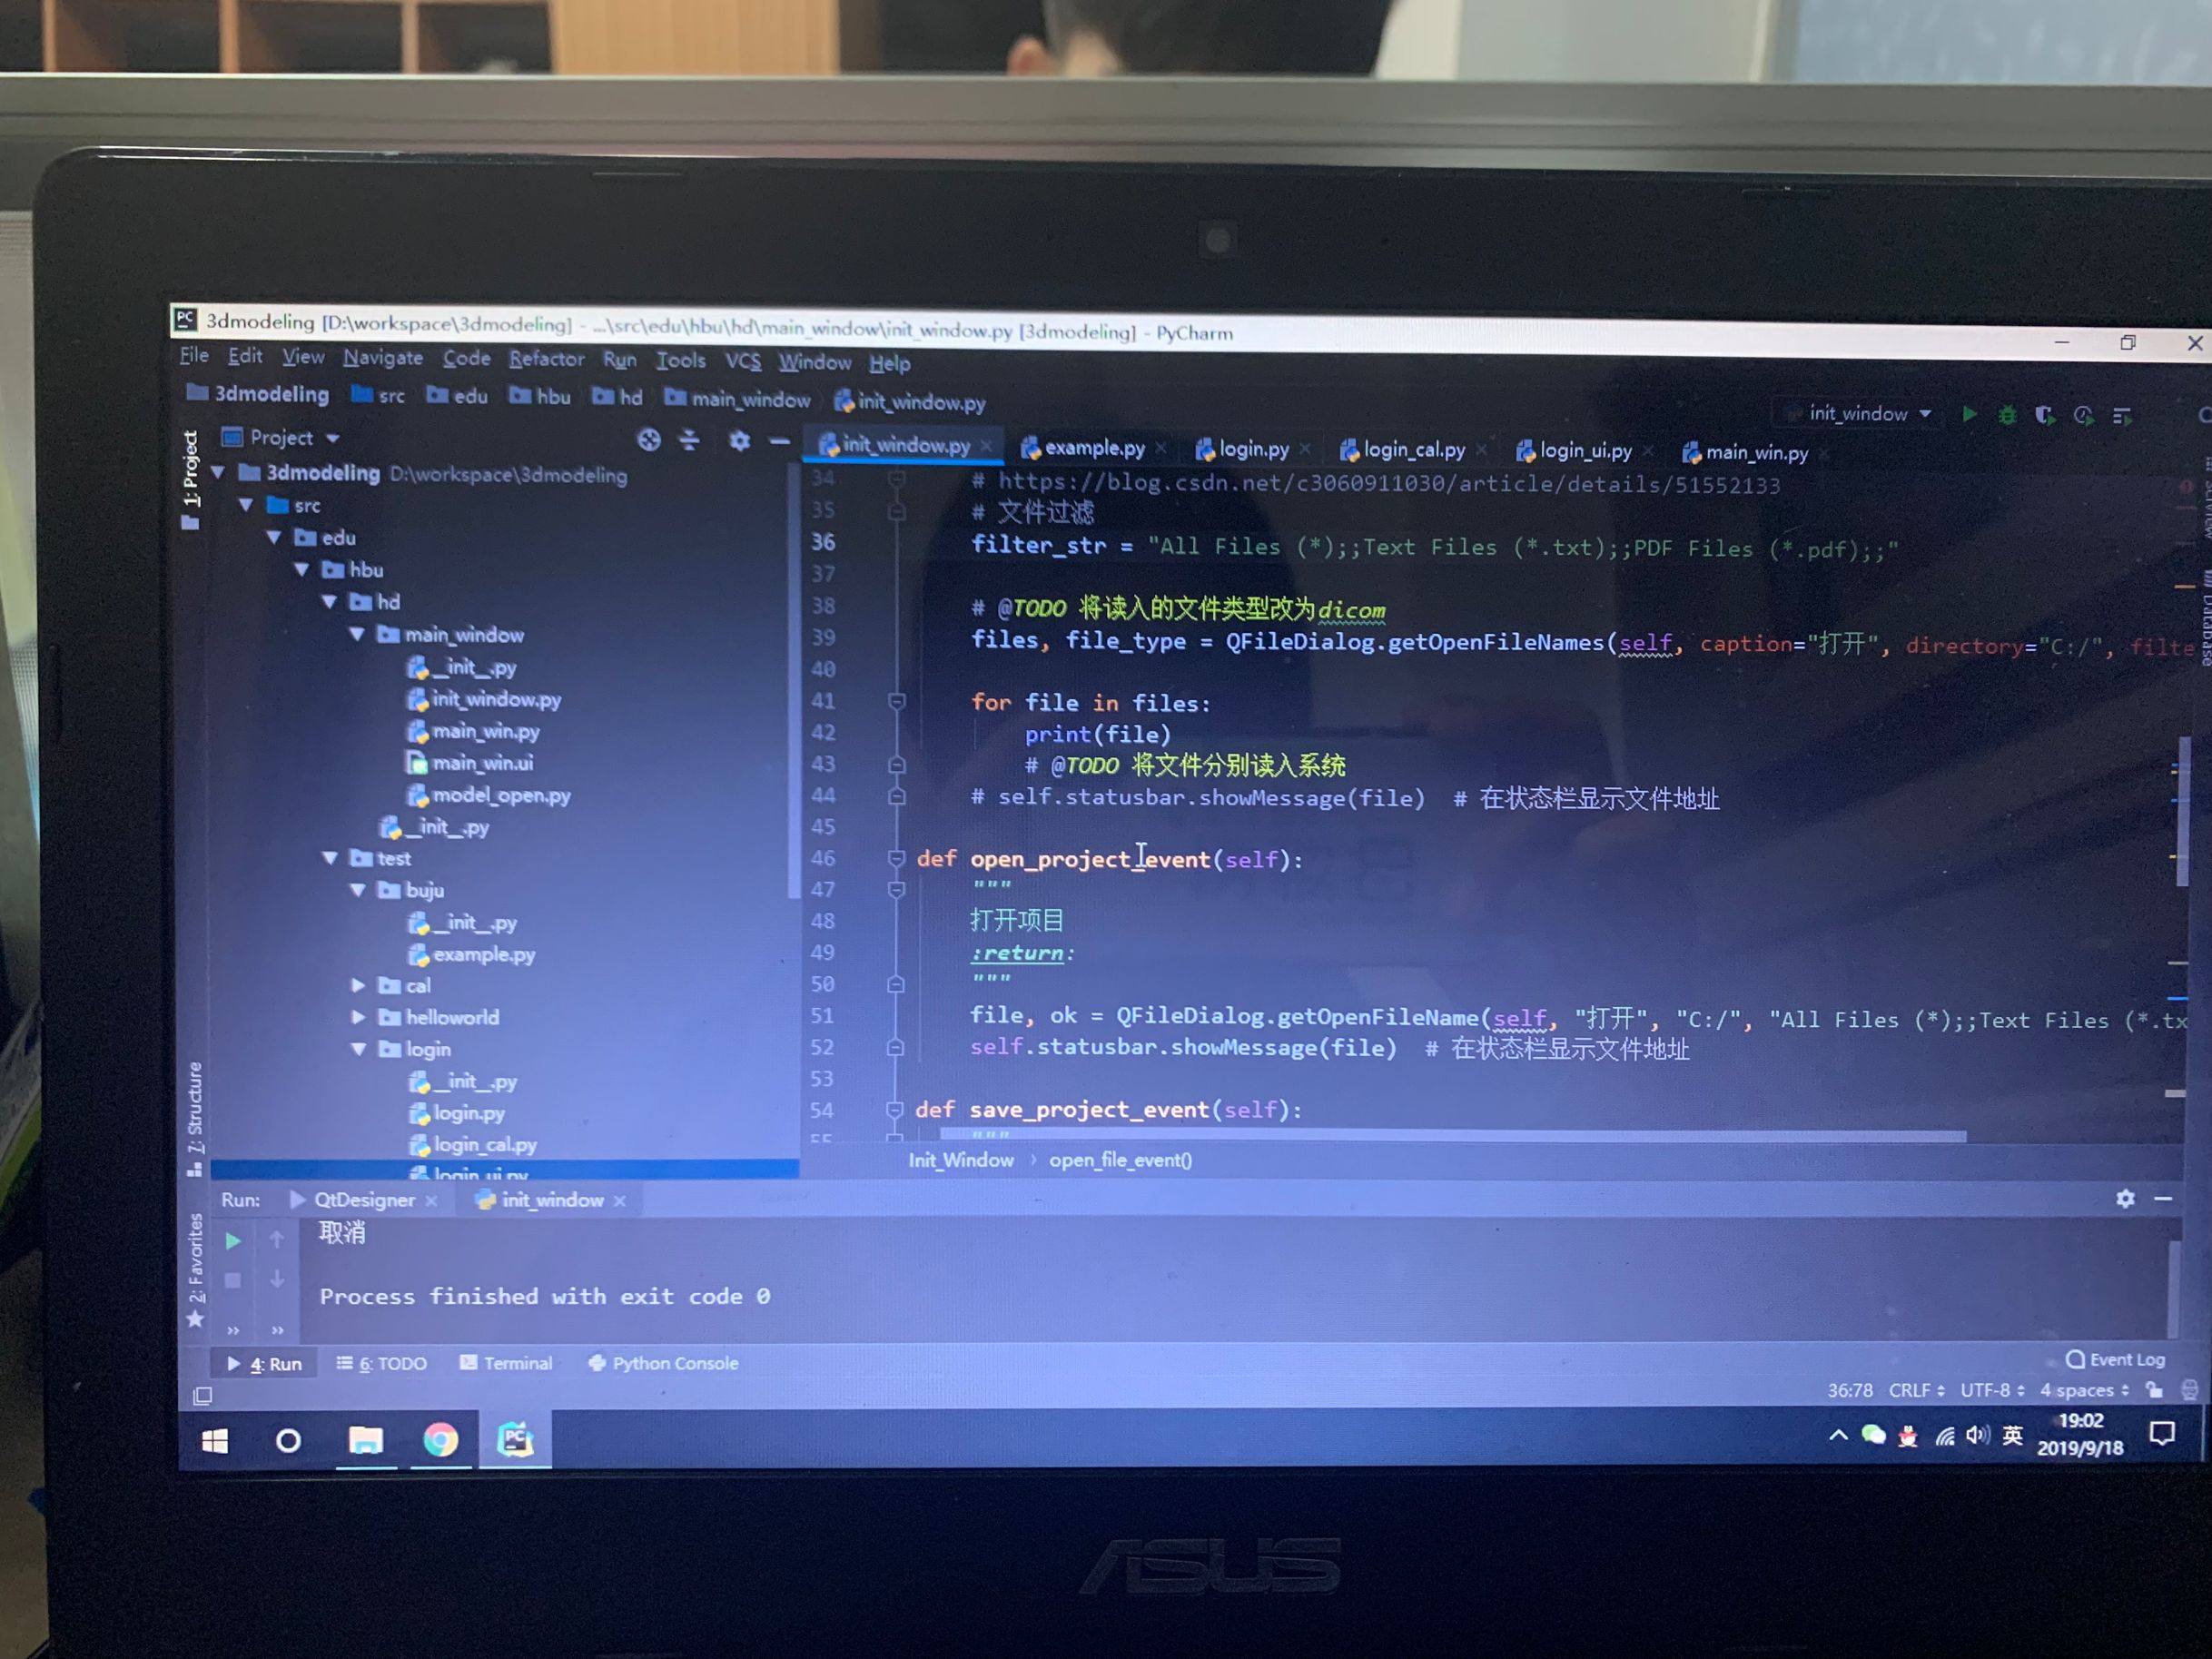 3dmodeling [D:\workspace\3dmodeling] - ...\src\edu\hbu\hd\main_window\init_window.py [3dmodeling] - PyCharm
File Edit View Navigate Code Refactor Run Tools VCS Window Help
3dmodeling src edu hbu hd main_window init_window.py
init_window
1: Project
Project
init_window.py example.py login.py login_cal.py login_ui.py main_win.py
3dmodeling D:\workspace\3dmodeling
src
edu
hbu
hd
main_window
__init__.py
init_window.py
main_win.py
main_win.ui
model_open.py
__init__.py
test
buju
__init__.py
example.py
cal
helloworld
login
__init__.py
login.py
login_cal.py
login_ui.py
34 # https://blog.csdn.net/c3060911030/article/details/51552133
35 # 文件过滤
36 filter_str = "All Files (*);;Text Files (*.txt);;PDF Files (*.pdf);;"
37
38 # @TODO 将读入的文件类型改为dicom
39 files, file_type = QFileDialog.getOpenFileNames(self, caption="打开", directory="C:/", filte
40
41 for file in files:
42 print(file)
43 # @TODO 将文件分别读入系统
44 # self.statusbar.showMessage(file) # 在状态栏显示文件地址
45
46 def open_project_event(self):
47 """
48 打开项目
49 :return:
50 """
51 file, ok = QFileDialog.getOpenFileName(self, "打开", "C:/", "All Files (*);;Text Files (*.tx
52 self.statusbar.showMessage(file) # 在状态栏显示文件地址
53
54 def save_project_event(self):
55 """
Init_Window › open_file_event()
7: Structure
2: Favorites
Database
Run: QtDesigner init_window
取消
Process finished with exit code 0
4: Run 6: TODO Terminal Python Console
Event Log
36:78 CRLF UTF-8 4 spaces
英
19:02
2019/9/18
ASUS